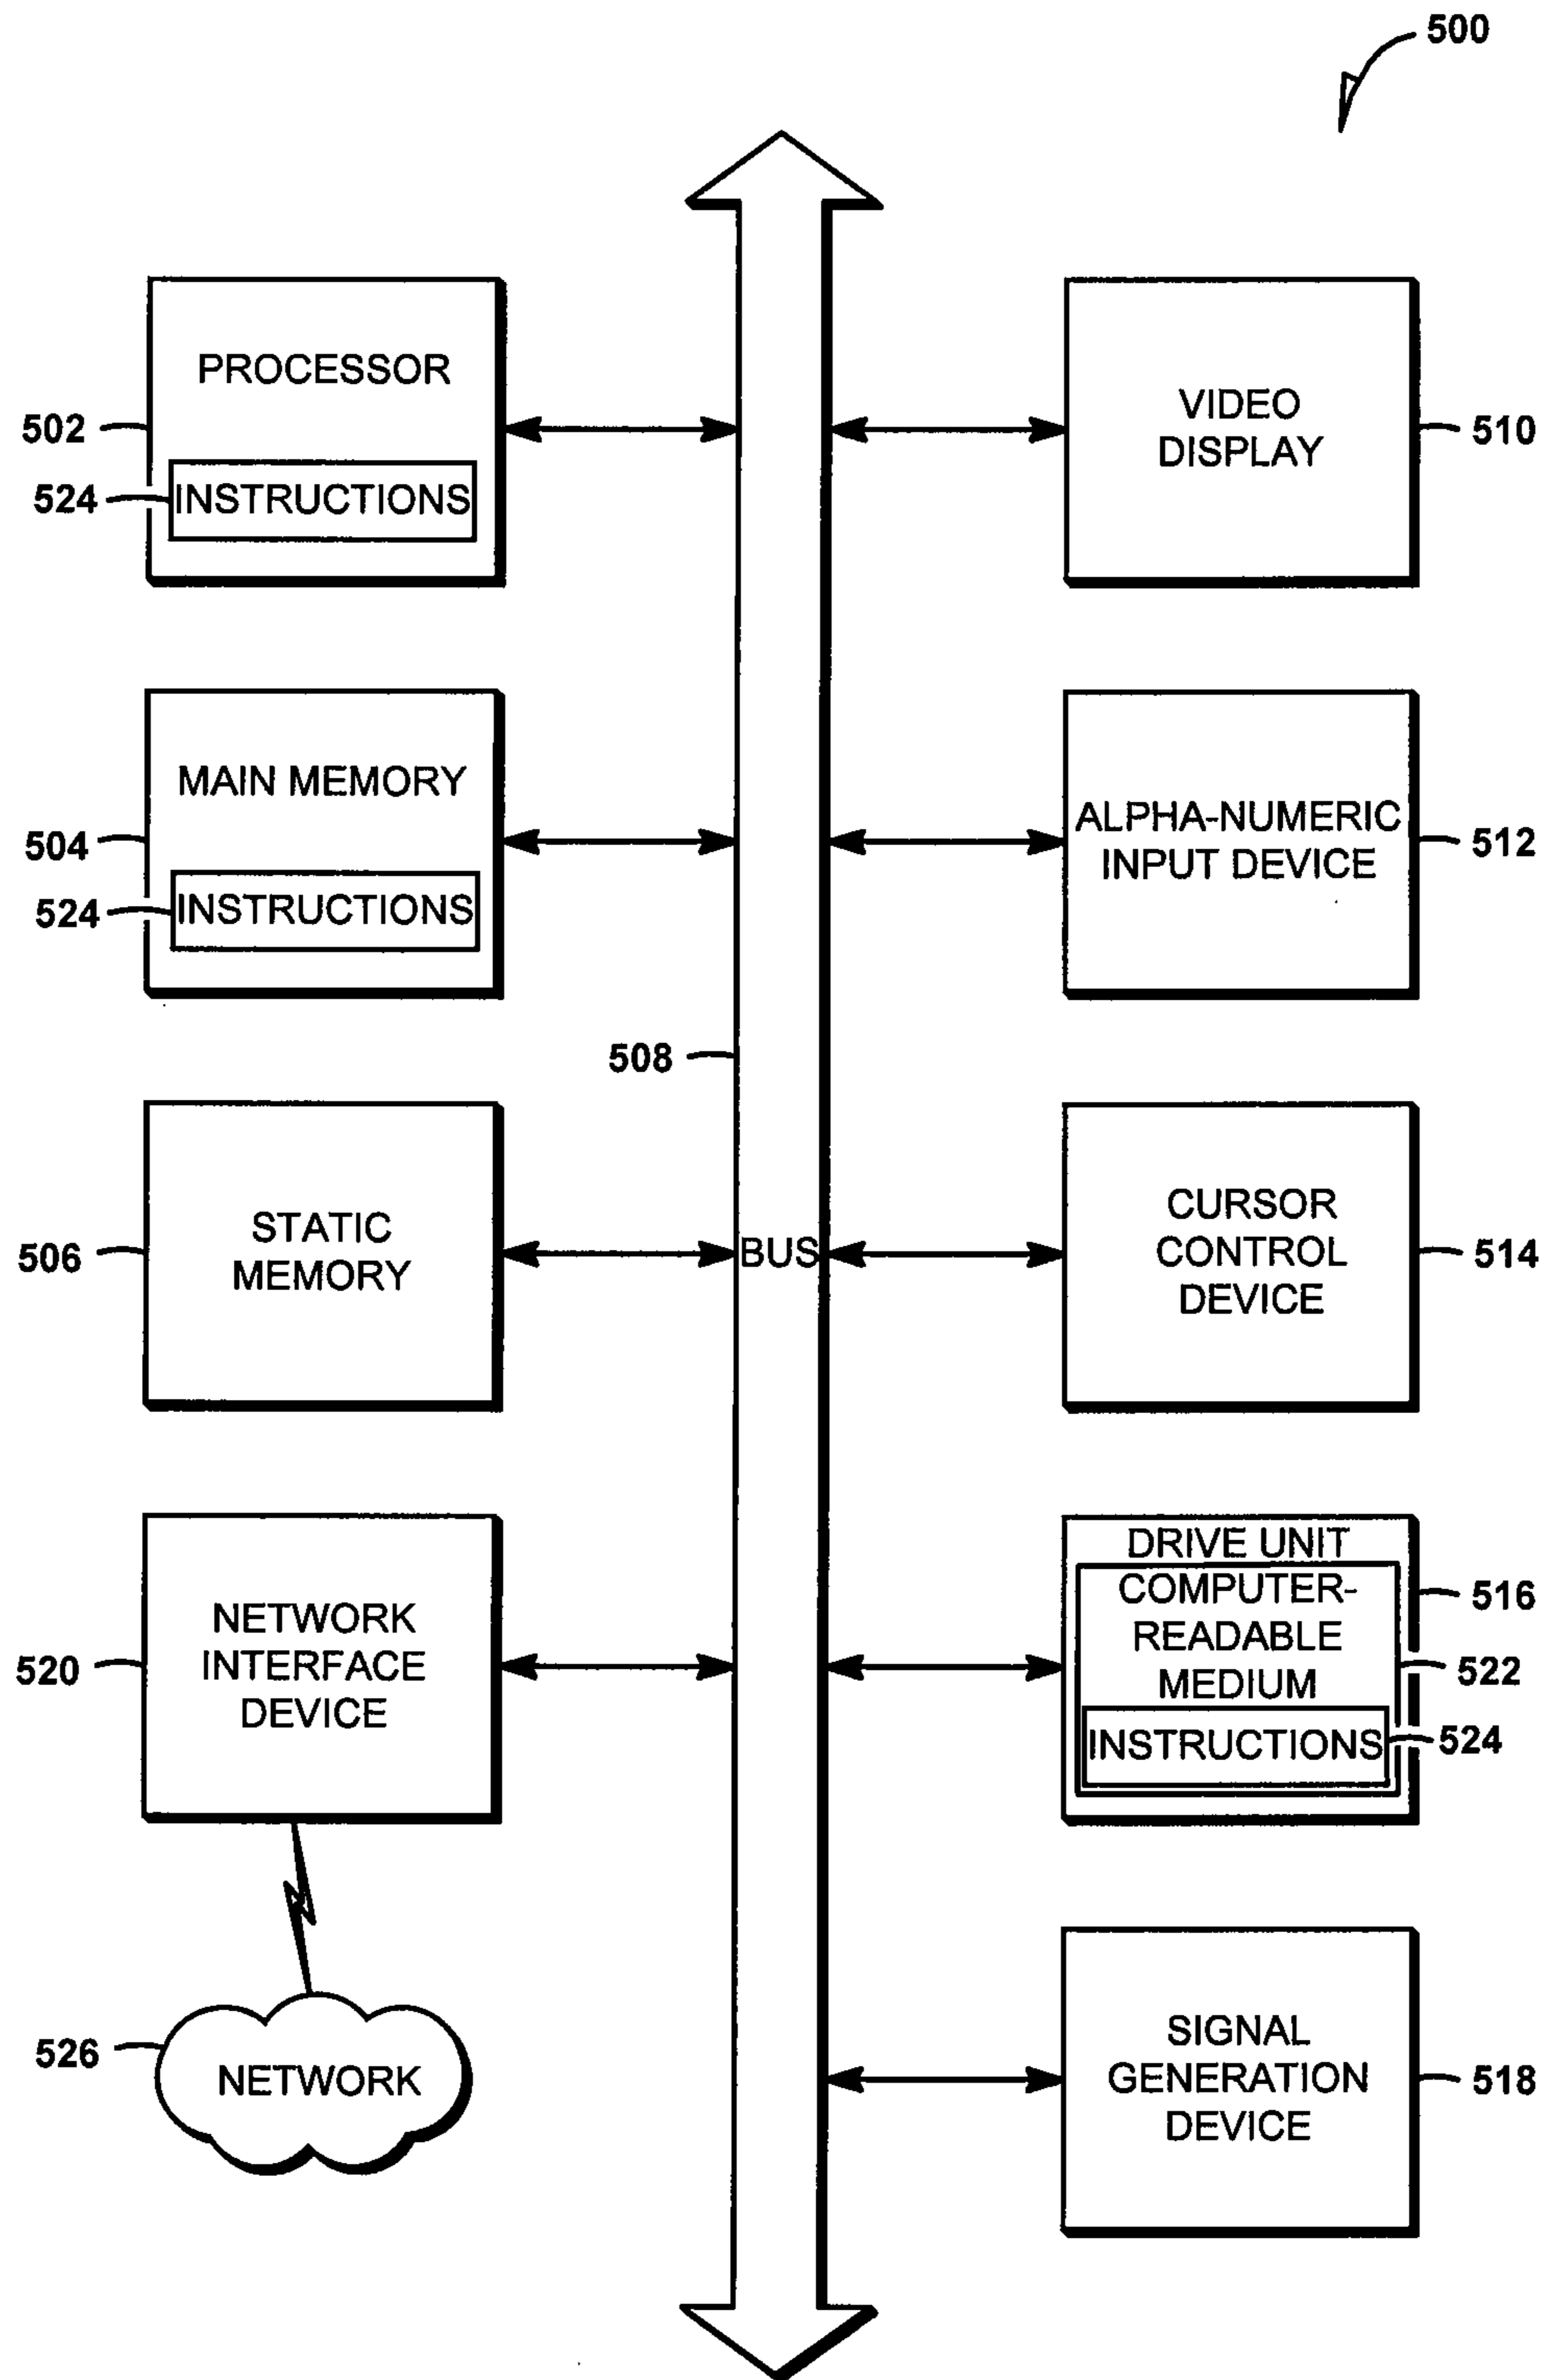 500
PROCESSOR
502
524
INSTRUCTIONS
VIDEO
DISPLAY
510
MAIN MEMORY
504
524
INSTRUCTIONS
ALPHA-NUMERIC
INPUT DEVICE
512
508
STATIC
MEMORY
506
BUS
CURSOR
CONTROL
DEVICE
514
NETWORK
INTERFACE
DEVICE
520
DRIVE UNIT
COMPUTER-
READABLE
MEDIUM
INSTRUCTIONS
516
522
524
526
NETWORK
SIGNAL
GENERATION
DEVICE
518